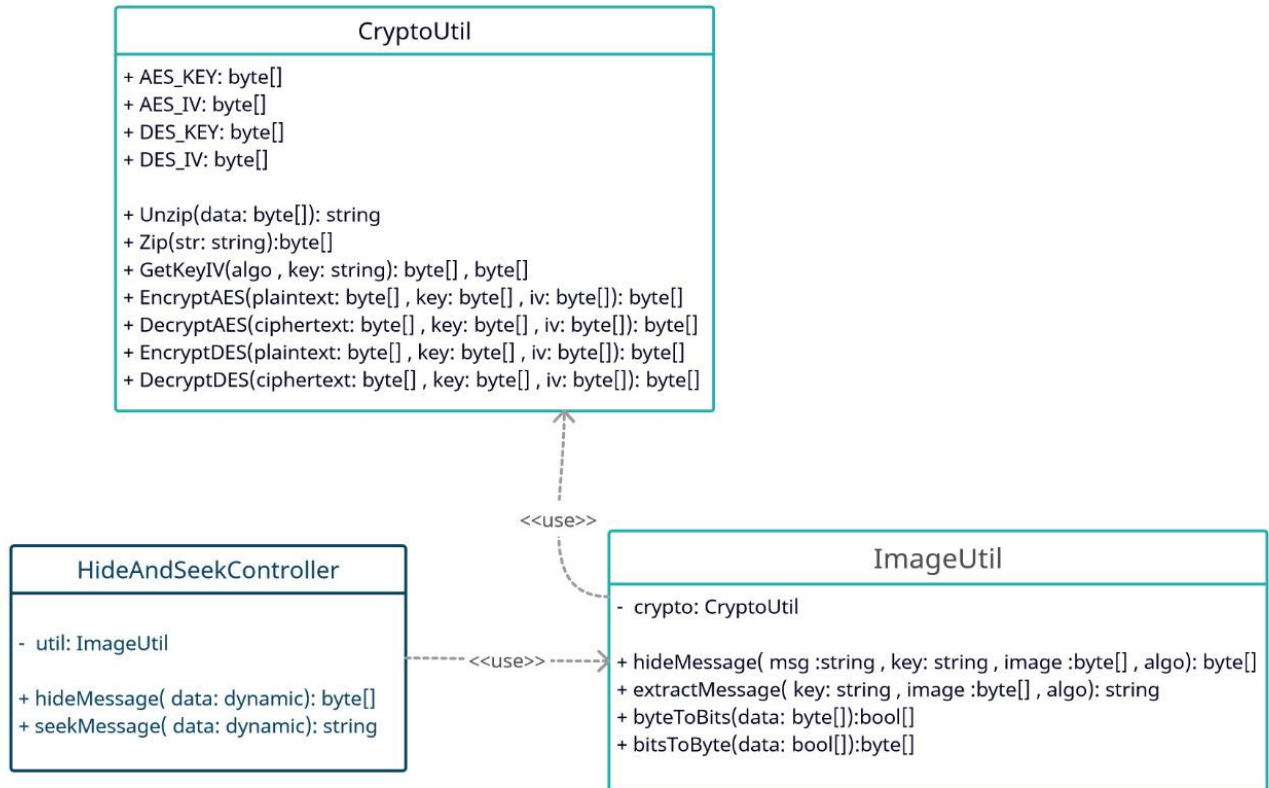 CryptoUtil
+ AES_KEY: byte[]
+ AES_IV: byte[]
+ DES_KEY: byte[]
+ DES_IV: byte[]
+ Unzip(data: byte[]): string
+ Zip(str: string):byte[]
+ GetKeyIV(algo , key: string): byte[] , byte[]
+ EncryptAES(plaintext: byte[] , key: byte[] , iv: byte[]): byte[]
+ DecryptAES(ciphertext: byte[] , key: byte[] , iv: byte[]): byte[]
+ EncryptDES(plaintext: byte[] , key: byte[] , iv: byte[]): byte[]
+ DecryptDES(ciphertext: byte[] , key: byte[] , iv: byte[]): byte[]
<<use>>
HideAndSeekController
- util: ImageUtil
+ hideMessage( data: dynamic): byte[]
+ seekMessage( data: dynamic): string
<<use>>
ImageUtil
- crypto: CryptoUtil
+ hideMessage( msg :string , key: string , image :byte[] , algo): byte[]
+ extractMessage( key: string , image :byte[] , algo): string
+ byteToBits(data: byte[]):bool[]
+ bitsToByte(data: bool[]):byte[]